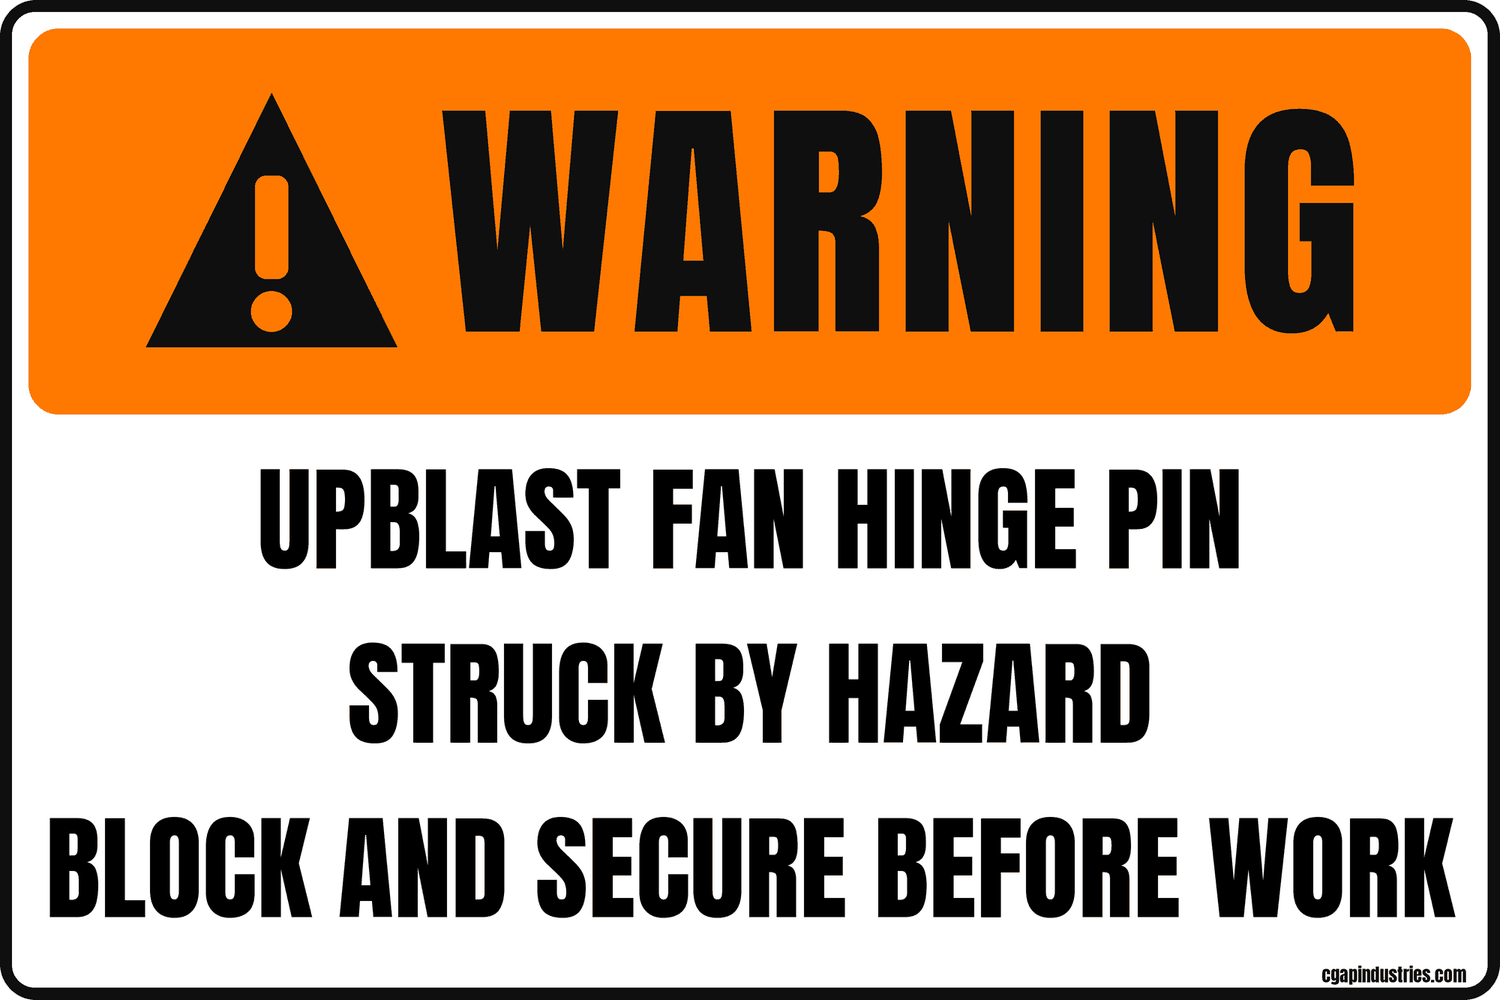 WARNING
UPBLAST FAN HINGE PIN
STRUCK BY HAZARD
BLOCK AND SECURE BEFORE WORK
cgapindustries.com